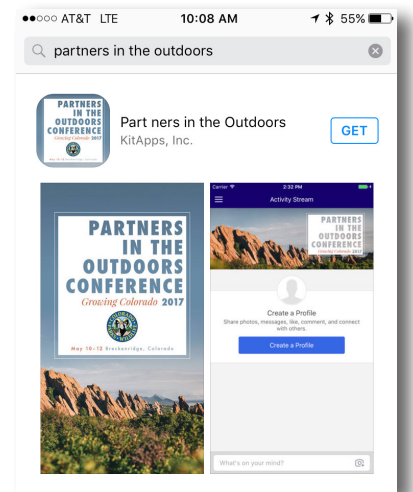 AT&T LTE 10:08 AM 55%
partners in the outdoors
PARTNERS
IN THE
OUTDOORS
CONFERENCE
Growing Colorado 2017
Part ners in the Outdoors
KitApps, Inc.
GET
PARTNERS
IN THE
OUTDOORS
CONFERENCE
Growing Colorado 2017
May 10-12 Breckenridge, Colorado
Carrier 2:32 PM
Activity Stream
PARTNERS
IN THE
OUTDOORS
CONFERENCE
Growing Colorado 2017
Create a Profile
Share photos, messages, like, comment, and connect
with others.
Create a Profile
What's on your mind?